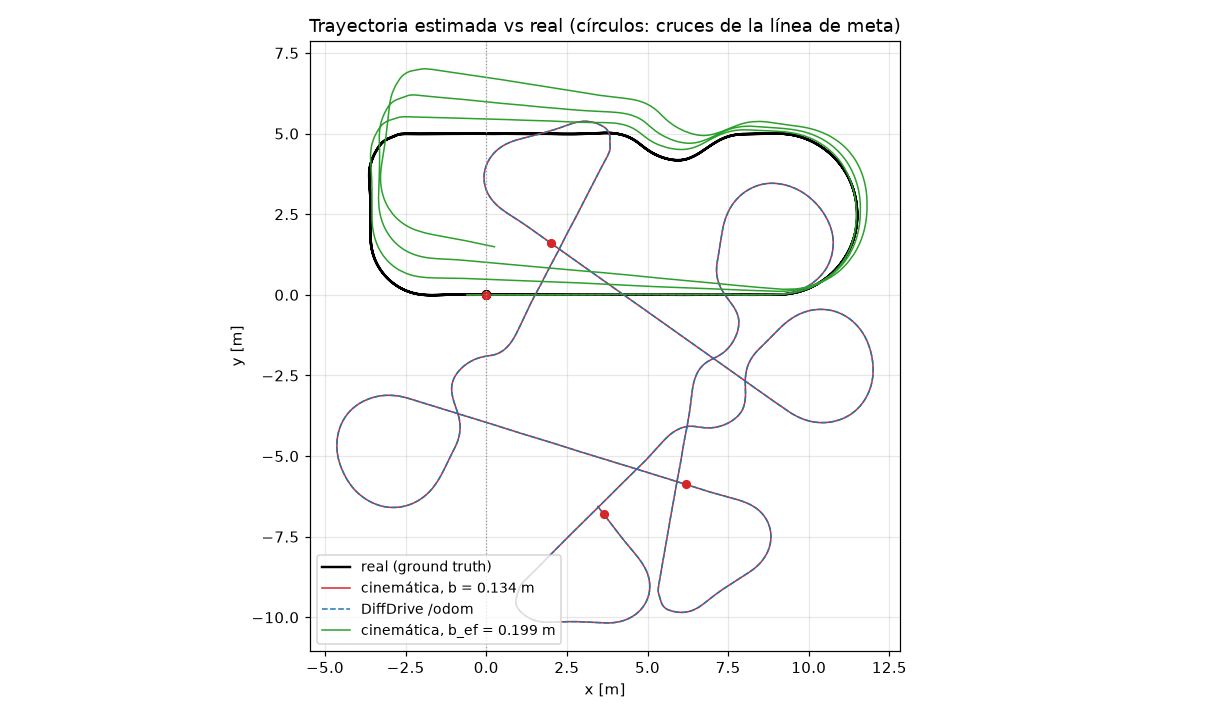 Trayectoria estimada vs real (círculos: cruces de la línea de meta)
7.5
5.0
2.5
0.0
−2.5
−5.0
−7.5
−10.0
y [m]
real (ground truth)
cinemática, b = 0.134 m
DiffDrive /odom
cinemática, b_ef = 0.199 m
−5.0 −2.5 0.0 2.5 5.0 7.5 10.0 12.5
x [m]